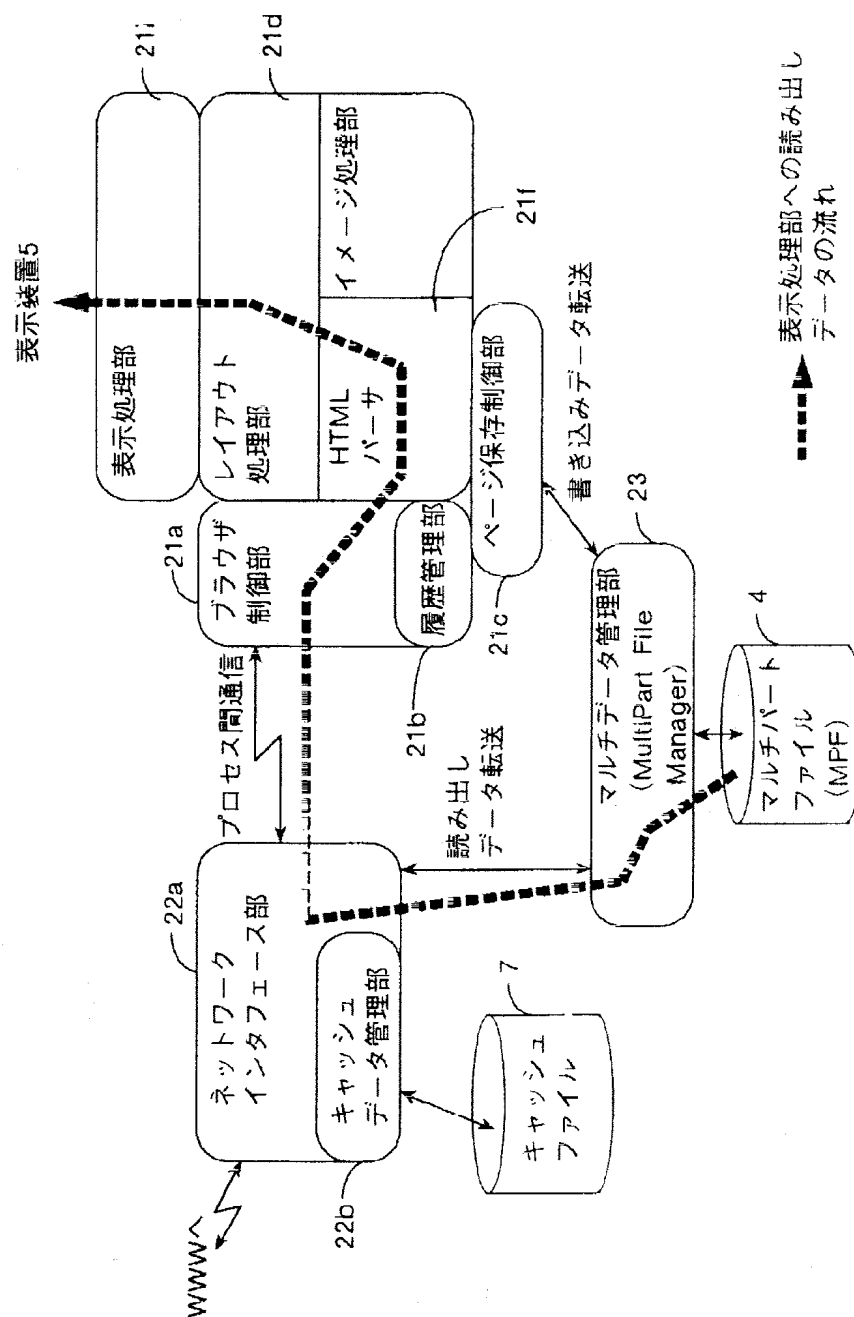 表示装置5
21i
表示処理部
21d
レイアウト
処理部
HTML
パーサ
イメージ処理部
21f
21a
ブラウザ
制御部
履歴管理部
21b
ページ保存制御部
21c
プロセス間通信
書き込みデータ転送
22a
ネットワーク
インタフェース部
キャッシュ
データ管理部
22b
WWWへ
読み出し
データ転送
23
マルチデータ管理部
(MultiPart File
Manager)
4
マルチパート
ファイル
(MPF)
7
キャッシュ
ファイル
表示処理部への読み出し
データの流れ